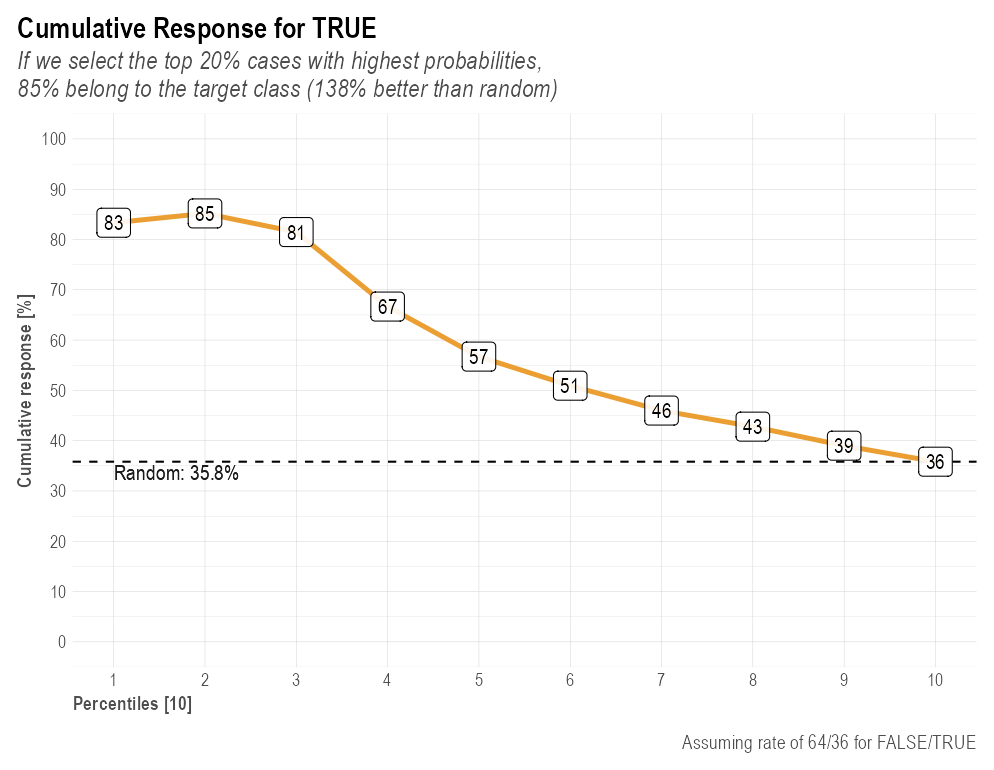 Cumulative Response for TRUE
If we select the top 20% cases with highest probabilities,
85% belong to the target class (138% better than random)
Cumulative response [%]
100
90
80
70
60
50
40
30
20
10
0
83
85
81
67
57
51
46
43
39
36
Random: 35.8%
1 2 3 4 5 6 7 8 9 10
Percentiles [10]
Assuming rate of 64/36 for FALSE/TRUE